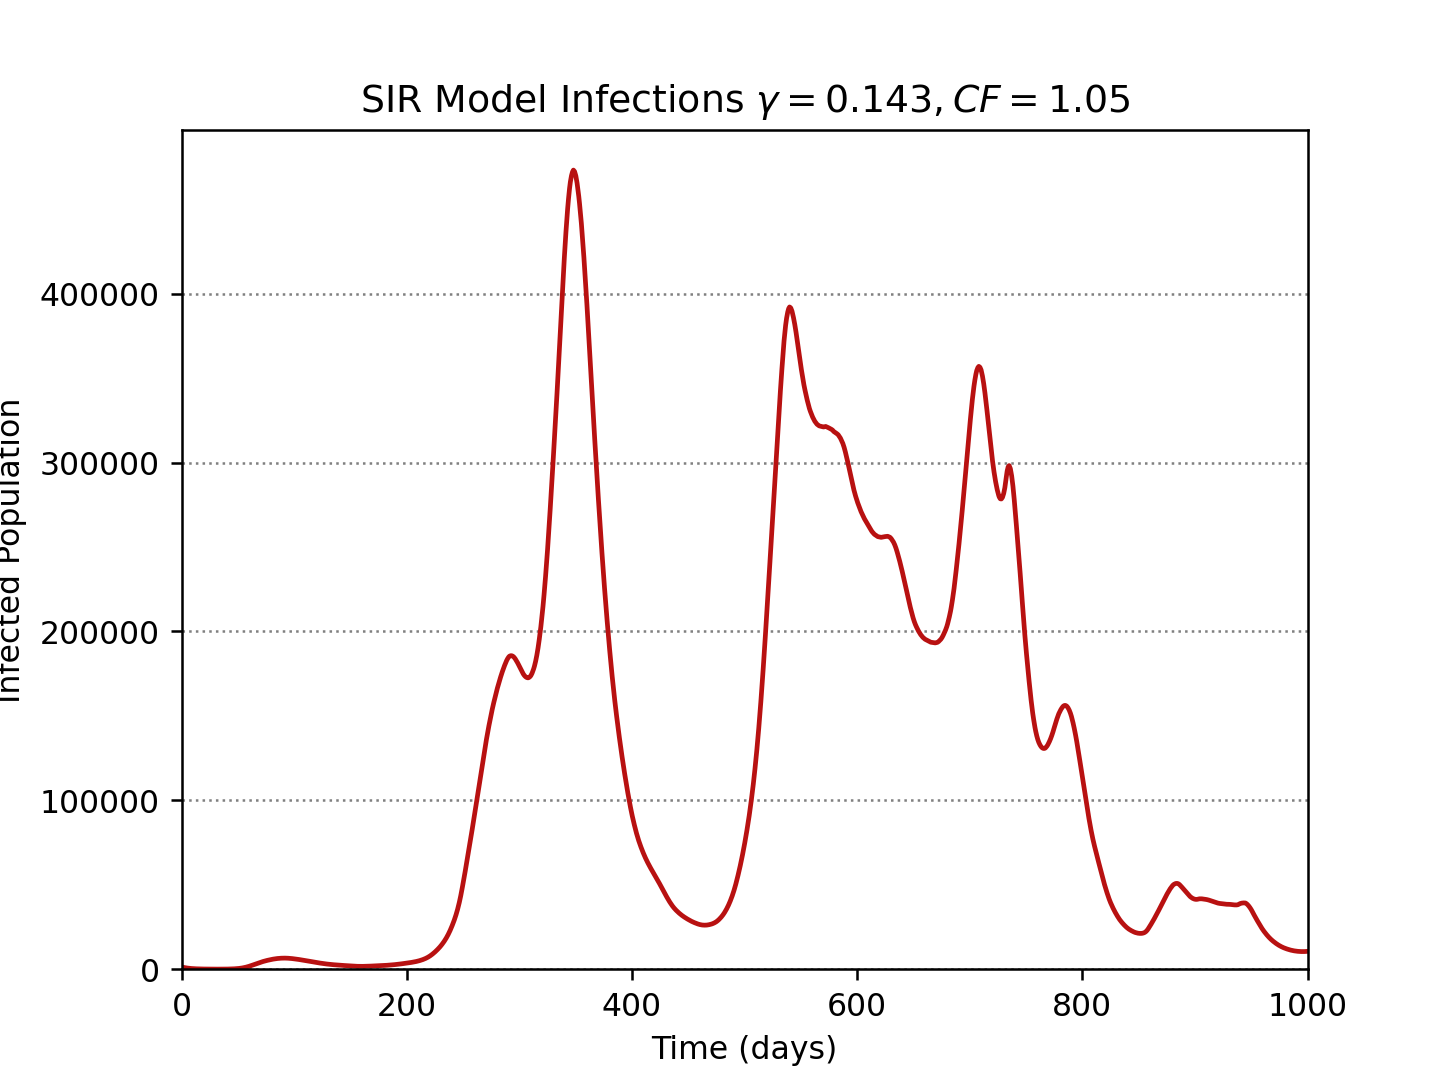 SIR Model Infections γ = 0.143, CF = 1.05
Infected Population
400000
300000
200000
100000
0
0 200 400 600 800 1000
Time (days)